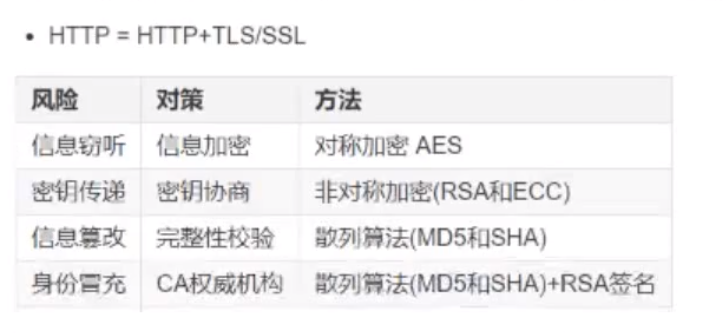 • HTTP = HTTP+TLS/SSL
风险 对策 方法
信息窃听 信息加密 对称加密 AES
密钥传递 密钥协商 非对称加密(RSA和ECC)
信息篡改 完整性校验 散列算法(MD5和SHA)
身份冒充 CA权威机构 散列算法(MD5和SHA)+RSA签名